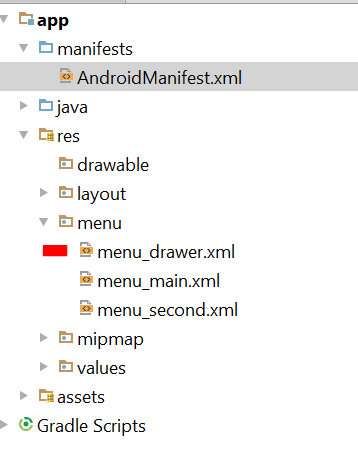 app
manifests
AndroidManifest.xml
java
res
drawable
layout
menu
menu_drawer.xml
menu_main.xml
menu_second.xml
mipmap
values
assets
Gradle Scripts